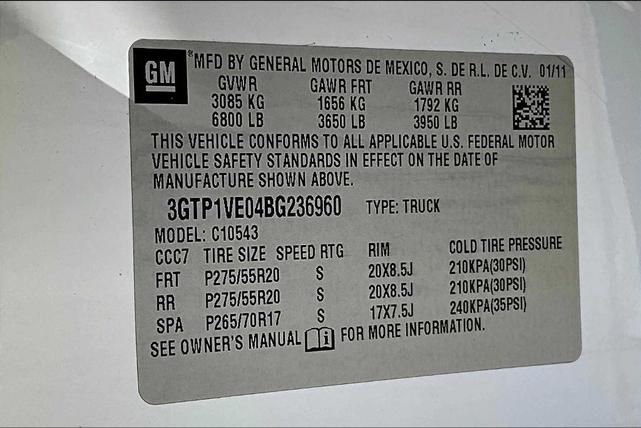 GM
MFD BY GENERAL MOTORS DE MEXICO, S. DE R.L. DE C.V. 01/11
GVWR GAWR FRT GAWR RR
3085 KG 1656 KG 1792 KG
6800 LB 3650 LB 3950 LB
THIS VEHICLE CONFORMS TO ALL APPLICABLE U.S. FEDERAL MOTOR
VEHICLE SAFETY STANDARDS IN EFFECT ON THE DATE OF
MANUFACTURE SHOWN ABOVE.
3GTP1VE04BG236960 TYPE: TRUCK
MODEL: C10543
CCC7 TIRE SIZE SPEED RTG RIM COLD TIRE PRESSURE
FRT P275/55R20 S 20X8.5J 210KPA(30PSI)
RR P275/55R20 S 20X8.5J 210KPA(30PSI)
SPA P265/70R17 S 17X7.5J 240KPA(35PSI)
SEE OWNER'S MANUAL i FOR MORE INFORMATION.